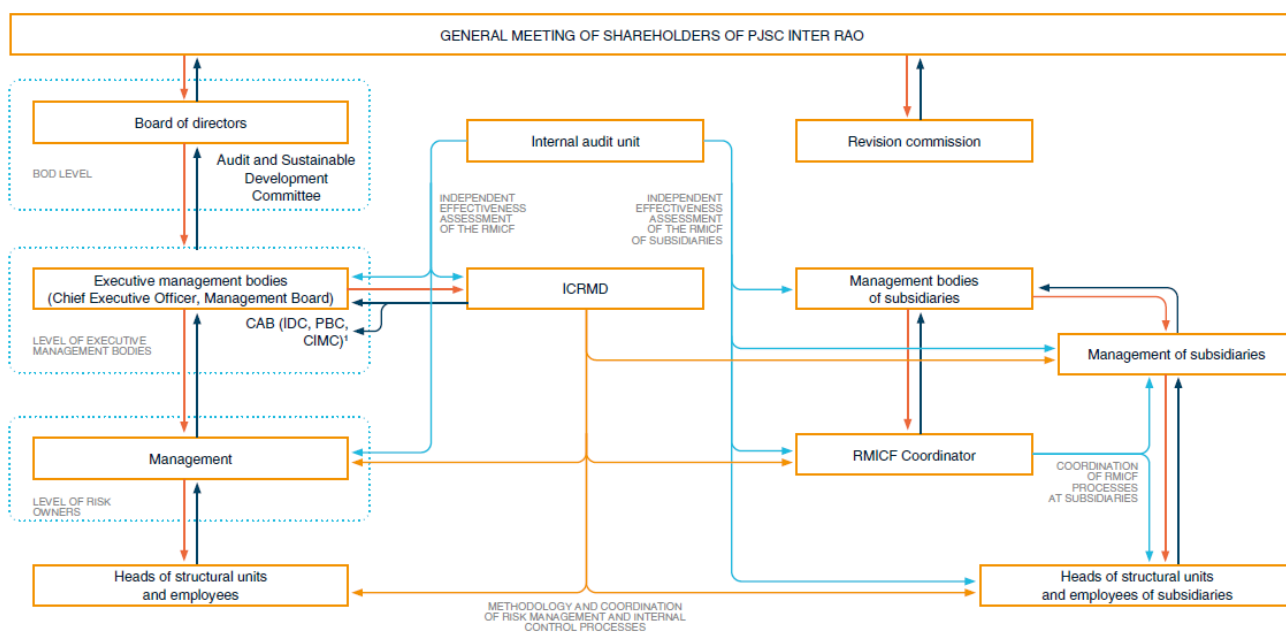 GENERAL MEETING OF SHAREHOLDERS OF PJSC INTER RAO
Board of directors
Internal audit unit
Revision commission
BOD LEVEL
Audit and Sustainable
Development
Committee
INDEPENDENT
EFFECTIVENESS
ASSESSMENT
OF THE RMICF
INDEPENDENT
EFFECTIVENESS
ASSESSMENT
OF THE RMICF
OF SUBSIDIARIES
Executive management bodies
(Chief Executive Officer, Management Board)
ICRMD
Management bodies
of subsidiaries
CAB (IDC, PBC,
CIMC)¹
LEVEL OF EXECUTIVE
MANAGEMENT BODIES
Management of subsidiaries
Management
RMICF Coordinator
LEVEL OF RISK
OWNERS
COORDINATION
OF RMICF
PROCESSES
AT SUBSIDIARIES
Heads of structural units
and employees
Heads of structural units
and employees of subsidiaries
METHODOLOGY AND COORDINATION
OF RISK MANAGEMENT AND INTERNAL
CONTROL PROCESSES